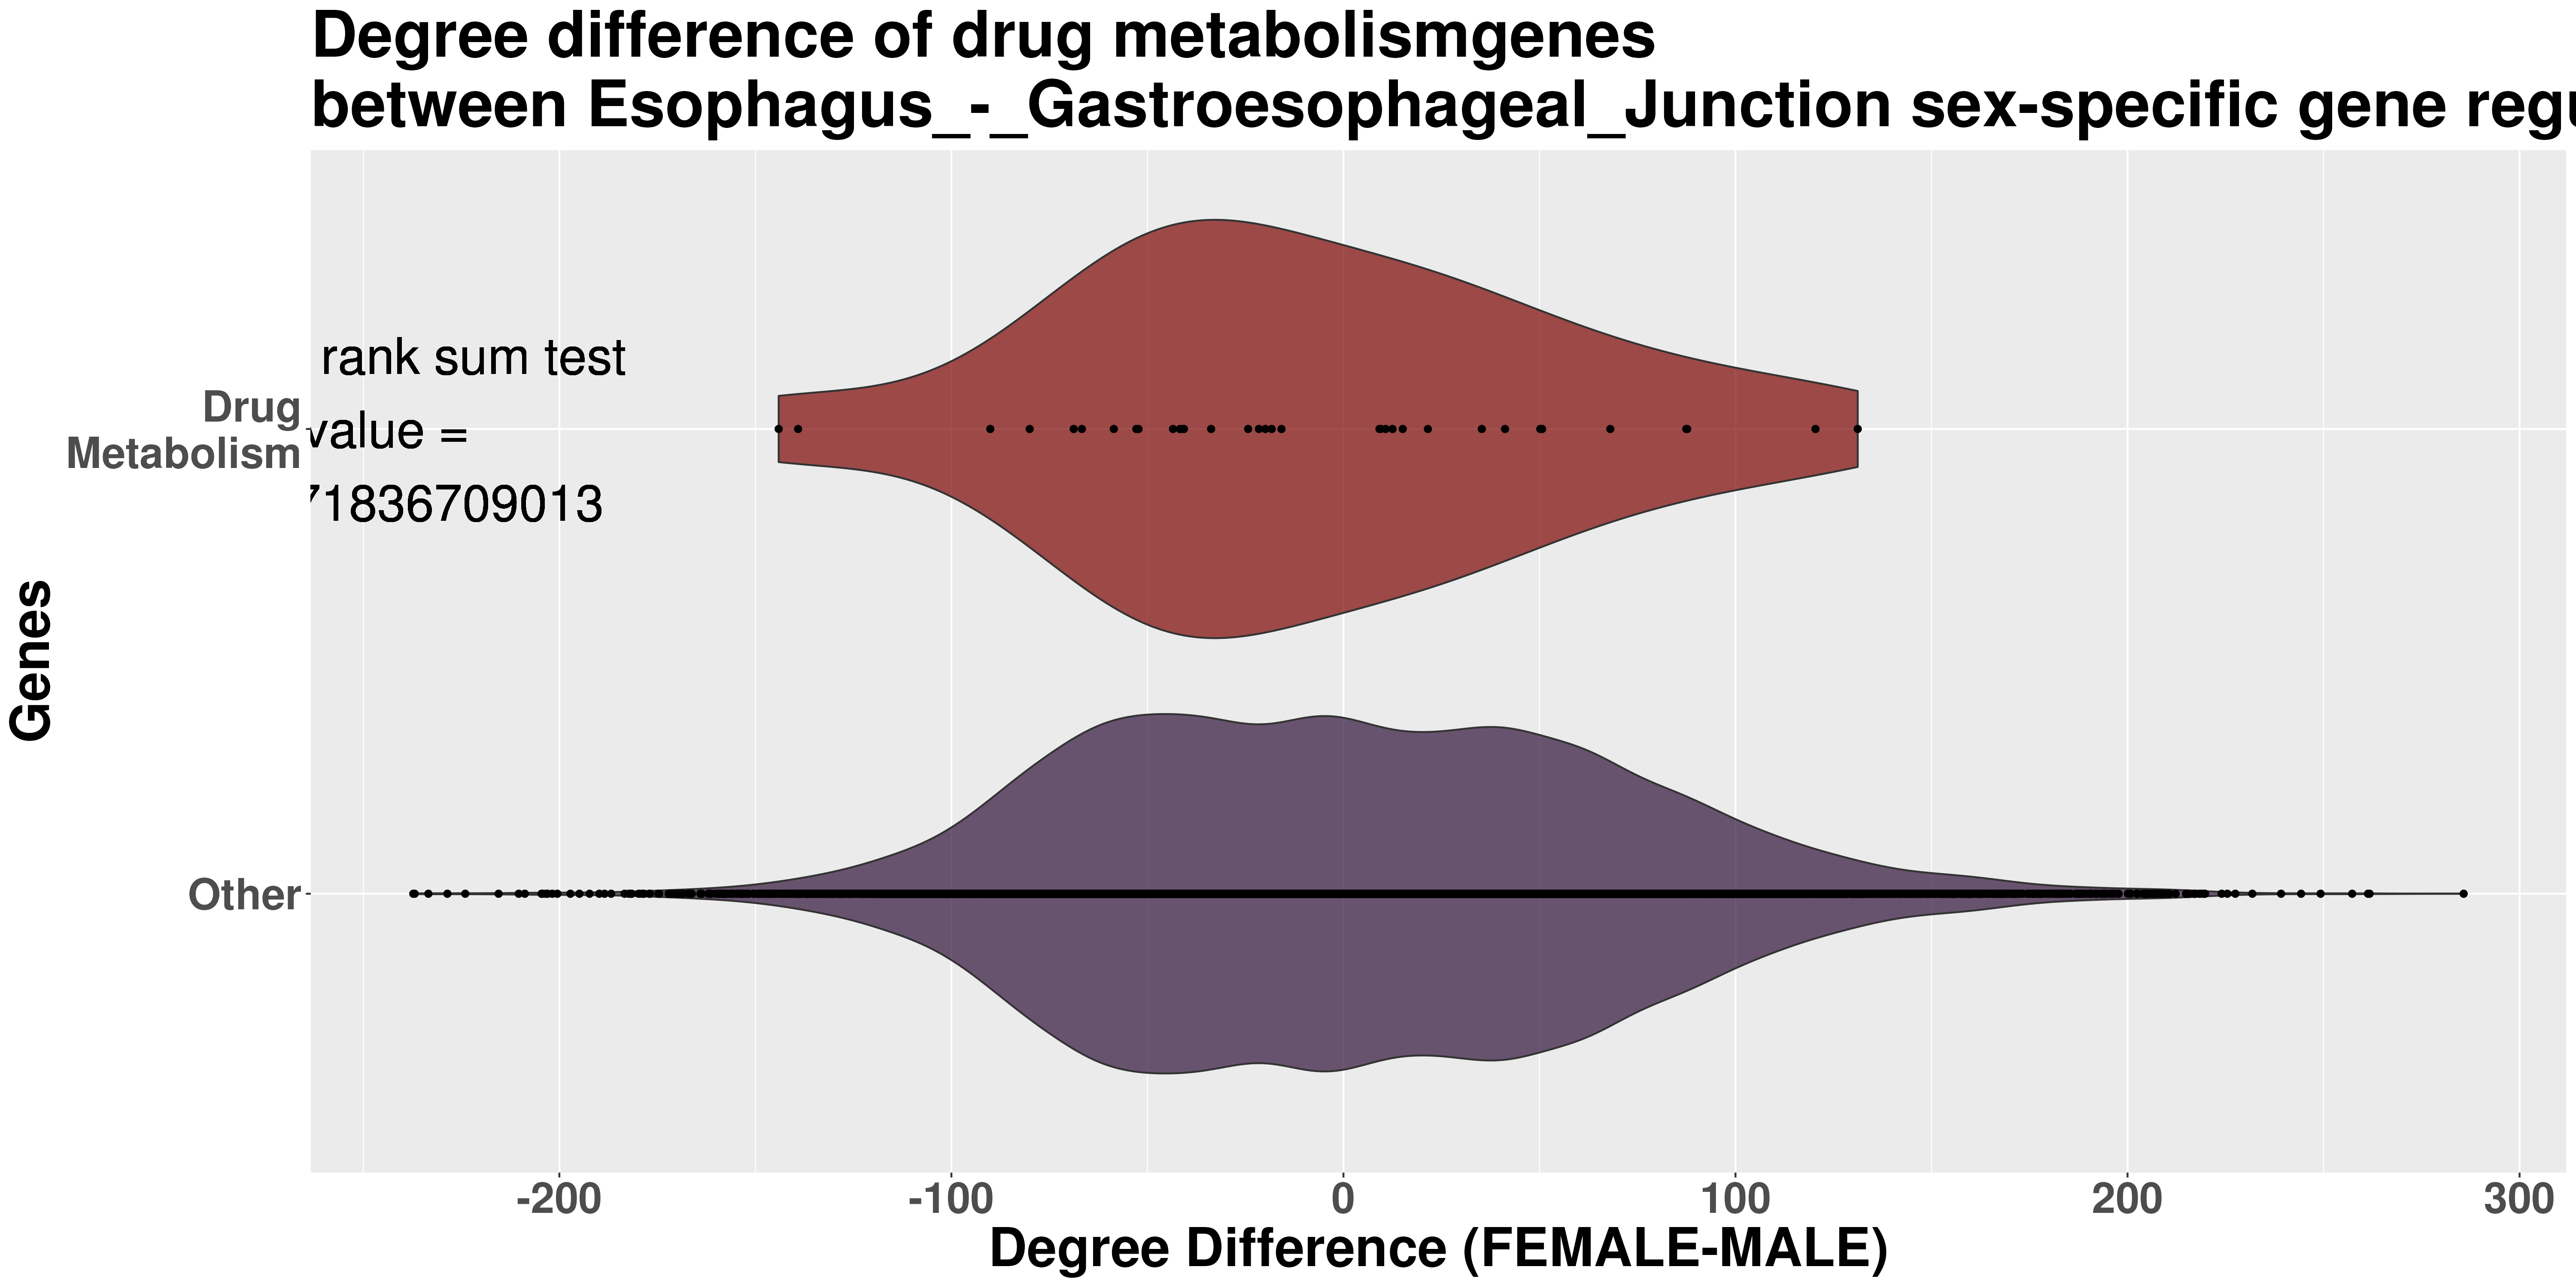 Degree difference of drug metabolismgenes
between Esophagus_-_Gastroesophageal_Junction sex-specific gene regu
rank sum test
value =
71836709013
Drug
Metabolism
Other
Genes
-200 -100 0 100 200 300
Degree Difference (FEMALE-MALE)